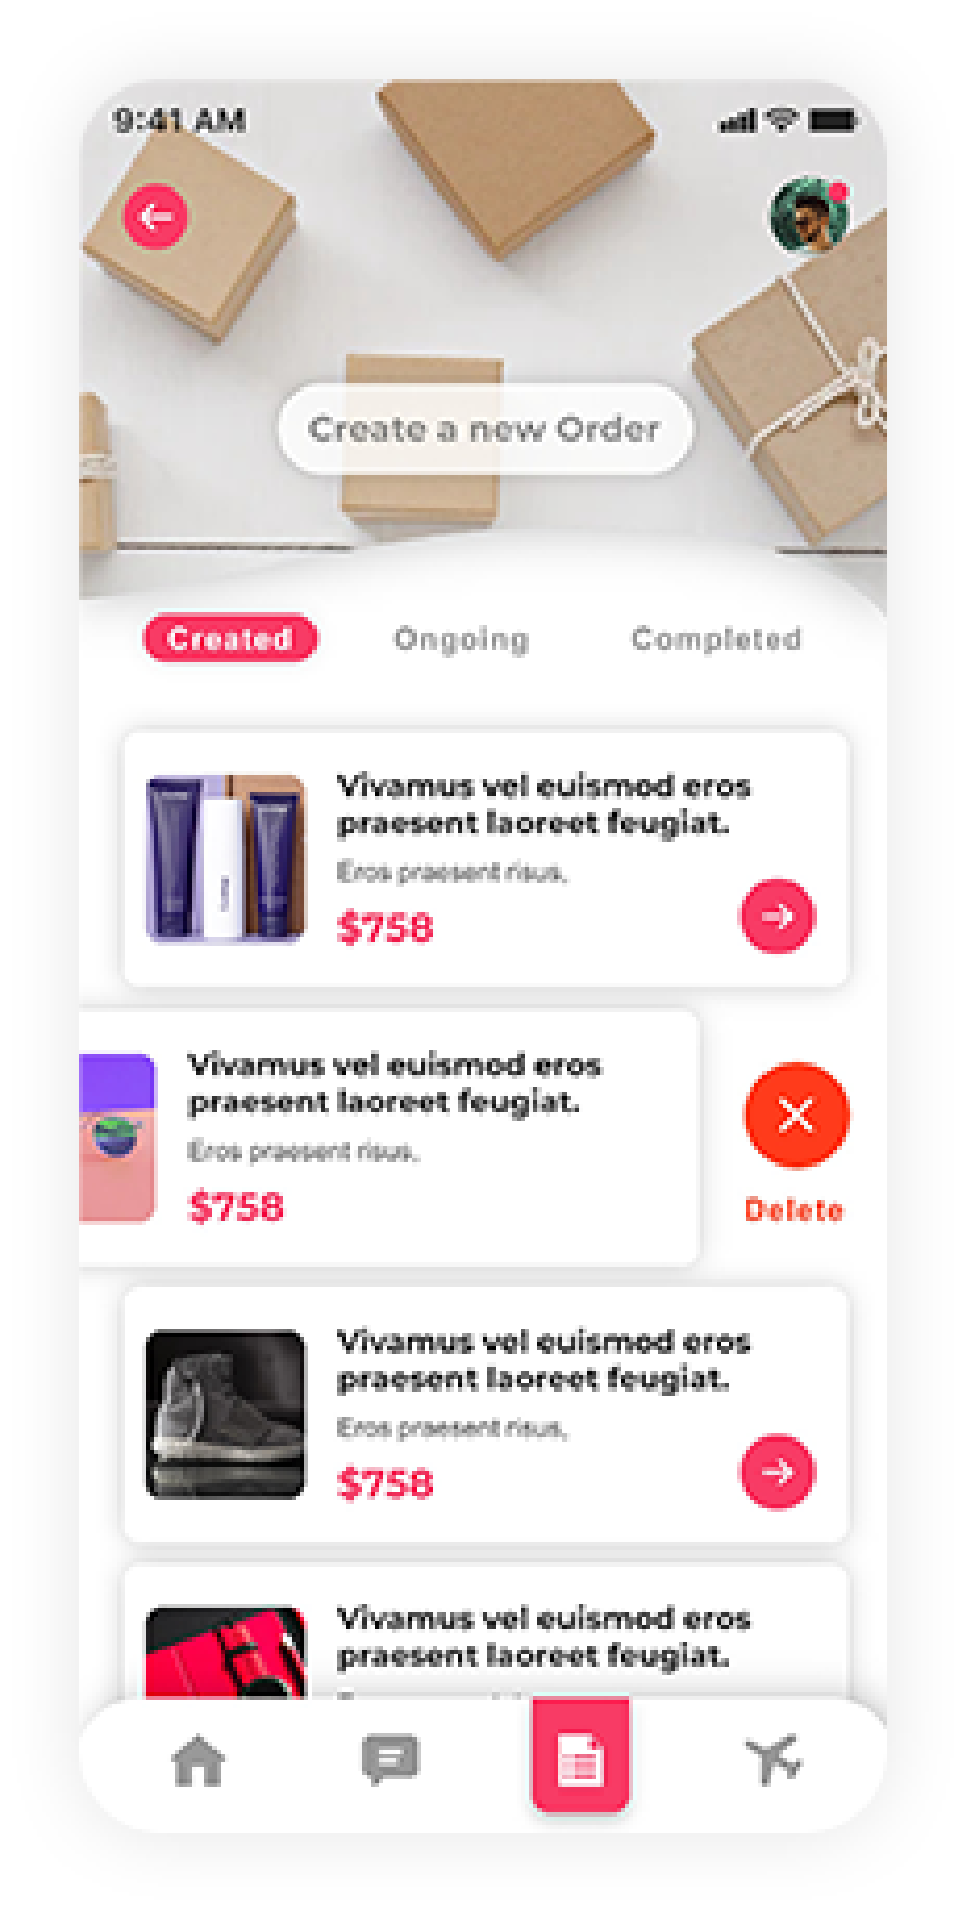 9:41 AM
Create a new Order
Created Ongoing Completed
Vivamus vel euismod eros
praesent laoreet feugiat.
Eros praesent risus,
$758
Vivamus vel euismod eros
praesent laoreet feugiat.
Eros praesent risus,
$758
Delete
Vivamus vel euismod eros
praesent laoreet feugiat.
Eros praesent risus,
$758
Vivamus vel euismod eros
praesent laoreet feugiat.